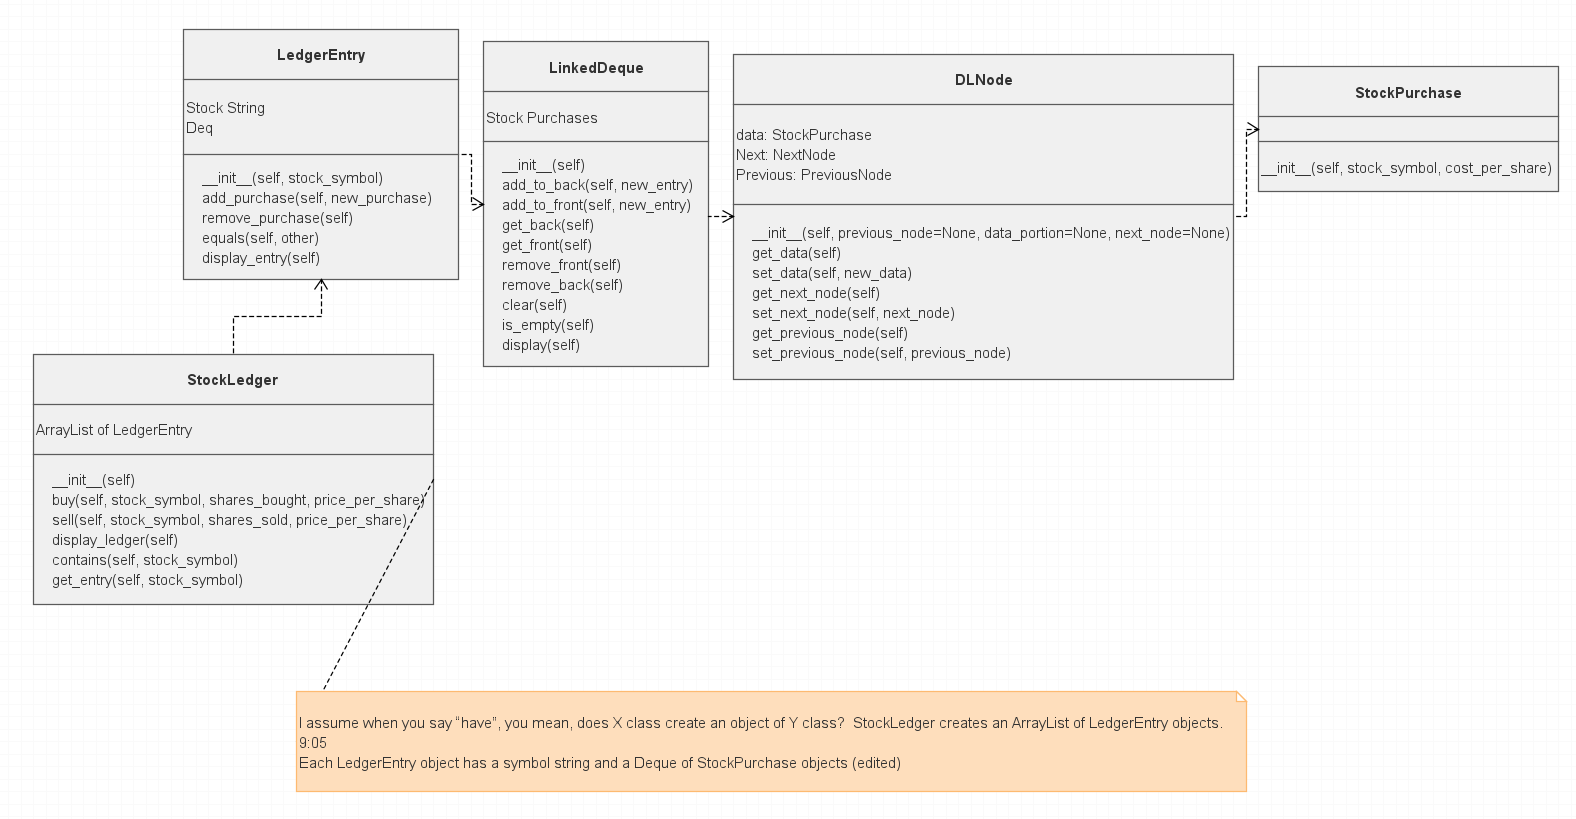 LedgerEntry
Stock String
Deq
__init__(self, stock_symbol)
add_purchase(self, new_purchase)
remove_purchase(self)
equals(self, other)
display_entry(self)
LinkedDeque
Stock Purchases
__init__(self)
add_to_back(self, new_entry)
add_to_front(self, new_entry)
get_back(self)
get_front(self)
remove_front(self)
remove_back(self)
clear(self)
is_empty(self)
display(self)
DLNode
data: StockPurchase
Next: NextNode
Previous: PreviousNode
__init__(self, previous_node=None, data_portion=None, next_node=None)
get_data(self)
set_data(self, new_data)
get_next_node(self)
set_next_node(self, next_node)
get_previous_node(self)
set_previous_node(self, previous_node)
StockPurchase
__init__(self, stock_symbol, cost_per_share)
StockLedger
ArrayList of LedgerEntry
__init__(self)
buy(self, stock_symbol, shares_bought, price_per_share)
sell(self, stock_symbol, shares_sold, price_per_share)
display_ledger(self)
contains(self, stock_symbol)
get_entry(self, stock_symbol)
I assume when you say “have”, you mean, does X class create an object of Y class?  StockLedger creates an ArrayList of LedgerEntry objects.
9:05
Each LedgerEntry object has a symbol string and a Deque of StockPurchase objects (edited)